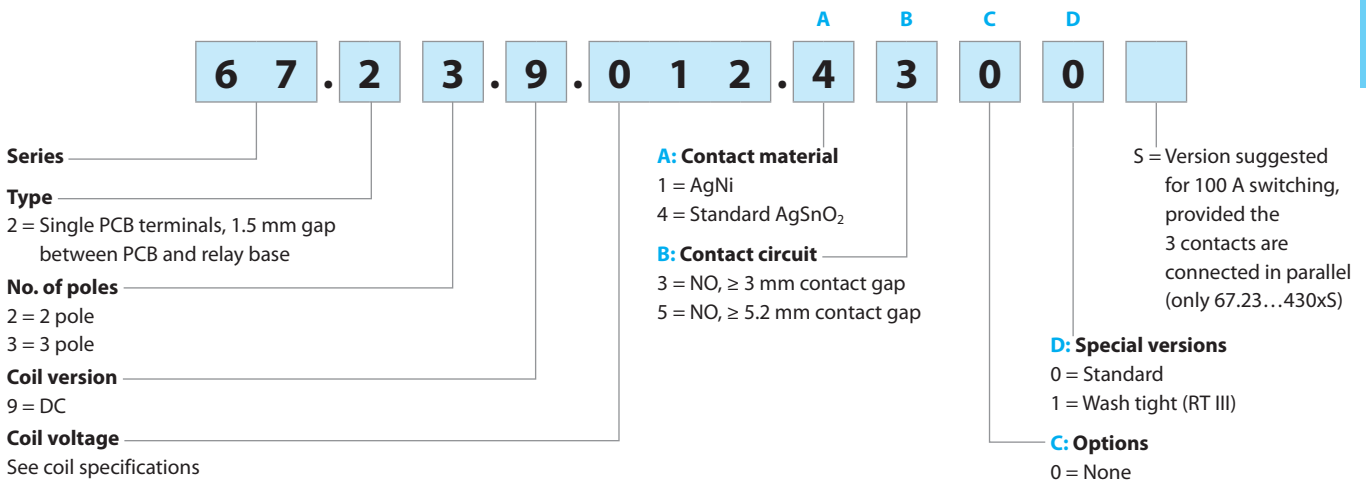 A B C D
6 7 . 2 3 . 9 . 0 1 2 . 4 3 0 0
Series
Type
2 = Single PCB terminals, 1.5 mm gap
between PCB and relay base
No. of poles
2 = 2 pole
3 = 3 pole
Coil version
9 = DC
Coil voltage
See coil specifications
A: Contact material
1 = AgNi
4 = Standard AgSnO₂
B: Contact circuit
3 = NO, ≥ 3 mm contact gap
5 = NO, ≥ 5.2 mm contact gap
S = Version suggested
for 100 A switching,
provided the
3 contacts are
connected in parallel
(only 67.23…430xS)
D: Special versions
0 = Standard
1 = Wash tight (RT III)
C: Options
0 = None